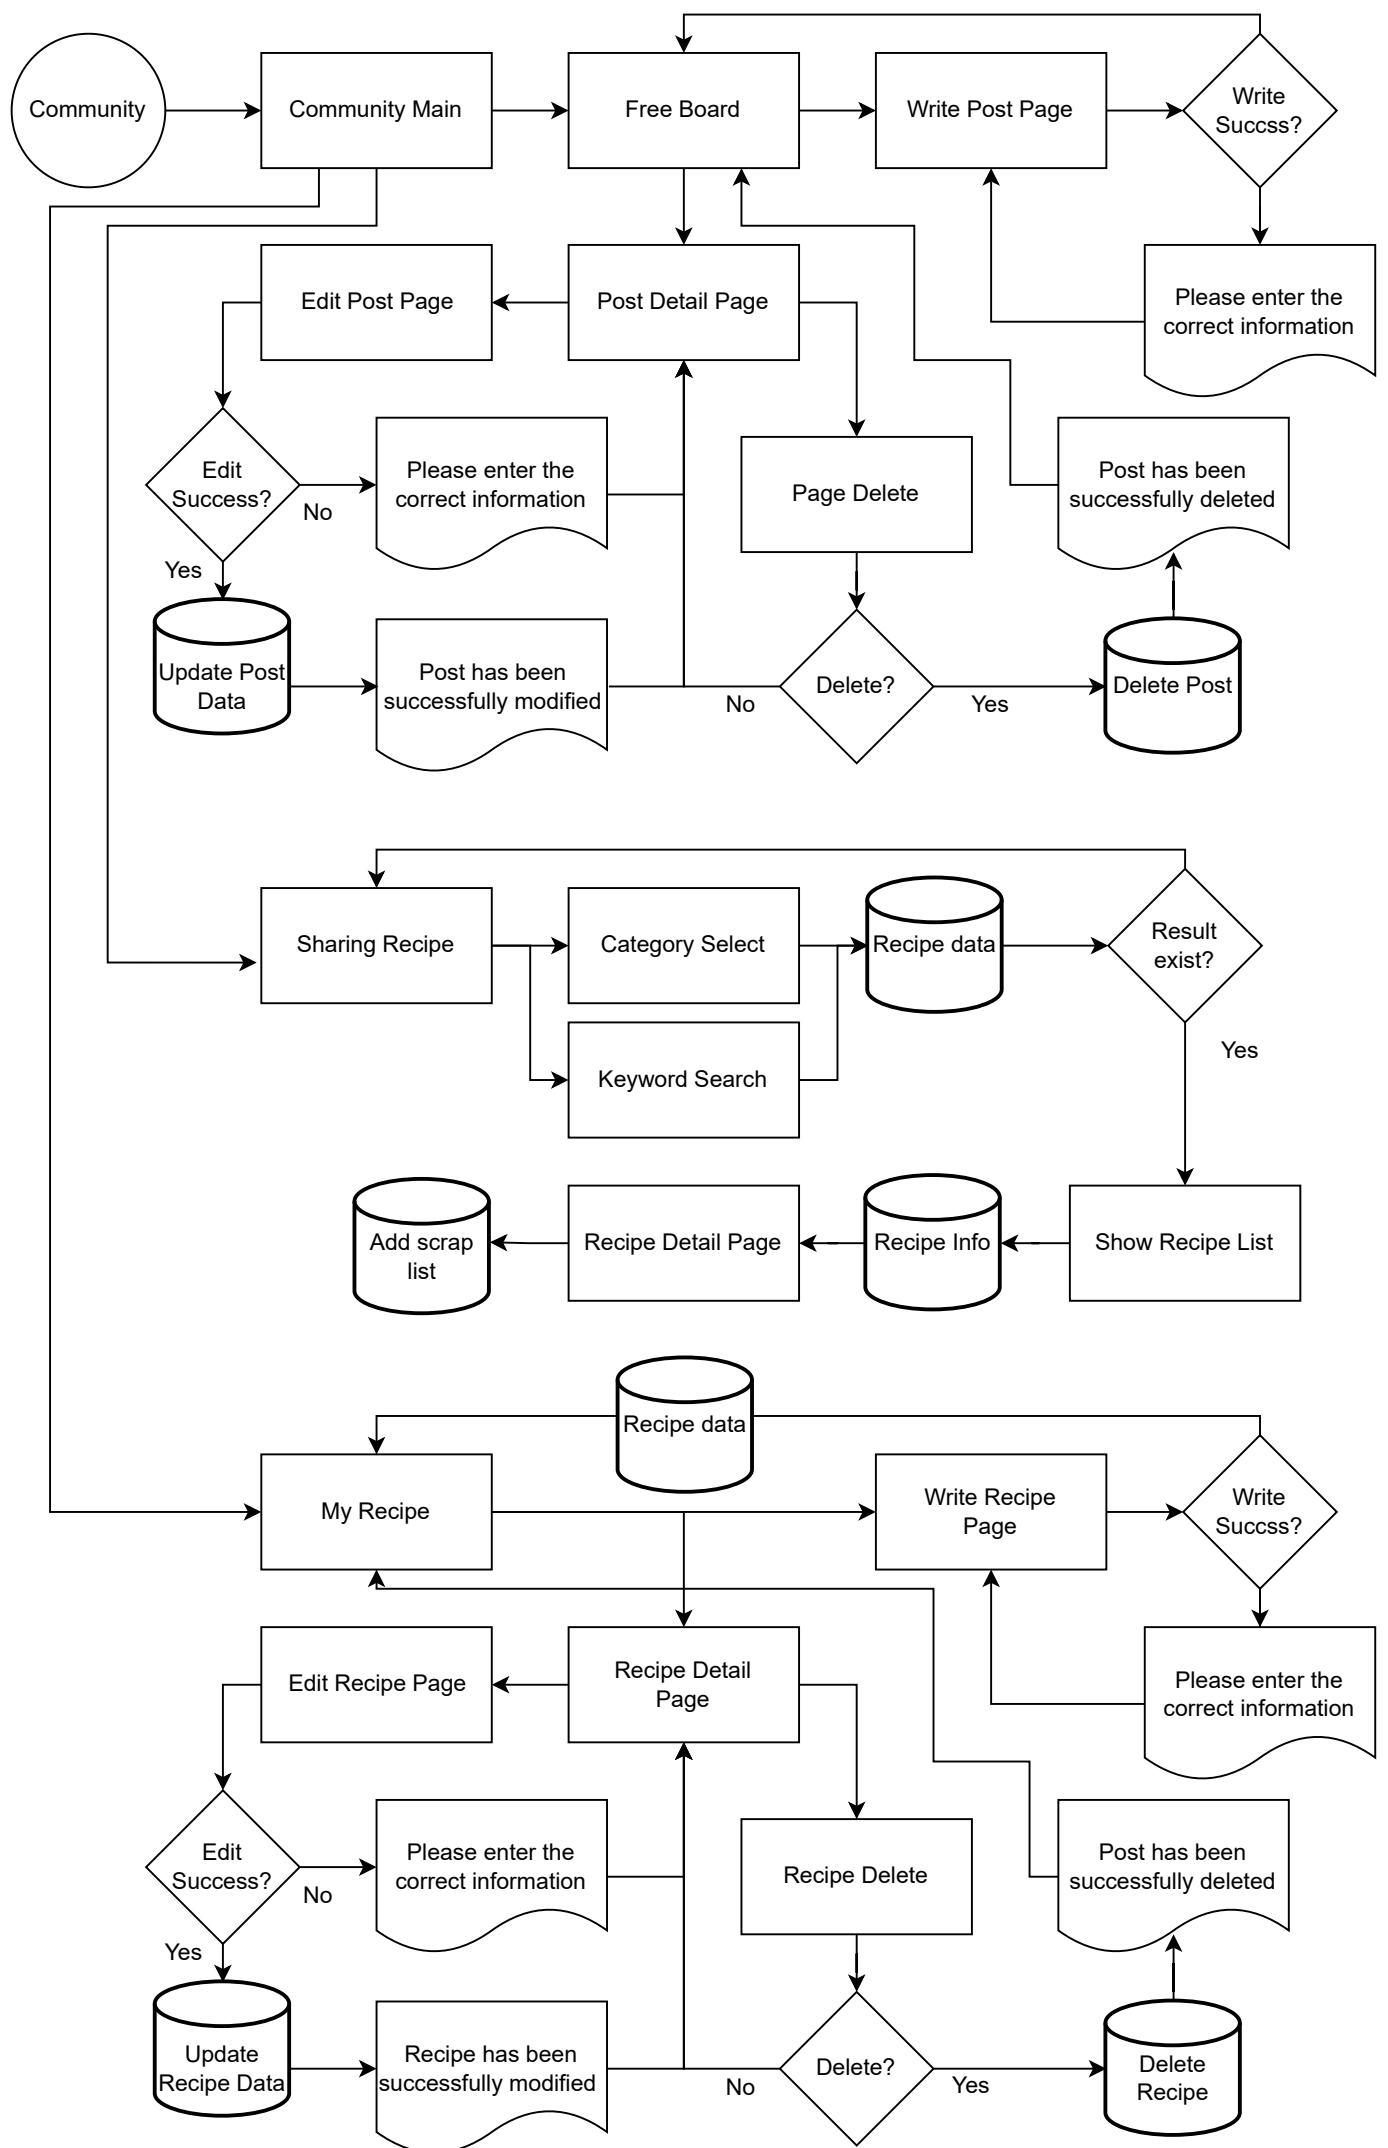 Community
Community Main
Free Board
Write Post Page
Write
Succss?
Edit Post Page
Post Detail Page
Please enter the
correct information
Edit
Success?
No
Please enter the
correct information
Page Delete
Post has been
successfully deleted
Yes
Update Post
Data
Post has been
successfully modified
No
Delete?
Yes
Delete Post
Sharing Recipe
Category Select
Recipe data
Result
exist?
Yes
Keyword Search
Add scrap
list
Recipe Detail Page
Recipe Info
Show Recipe List
Recipe data
My Recipe
Write Recipe
Page
Write
Succss?
Edit Recipe Page
Recipe Detail
Page
Please enter the
correct information
Edit
Success?
No
Please enter the
correct information
Recipe Delete
Post has been
successfully deleted
Yes
Update
Recipe Data
Recipe has been
successfully modified
No
Delete?
Yes
Delete
Recipe